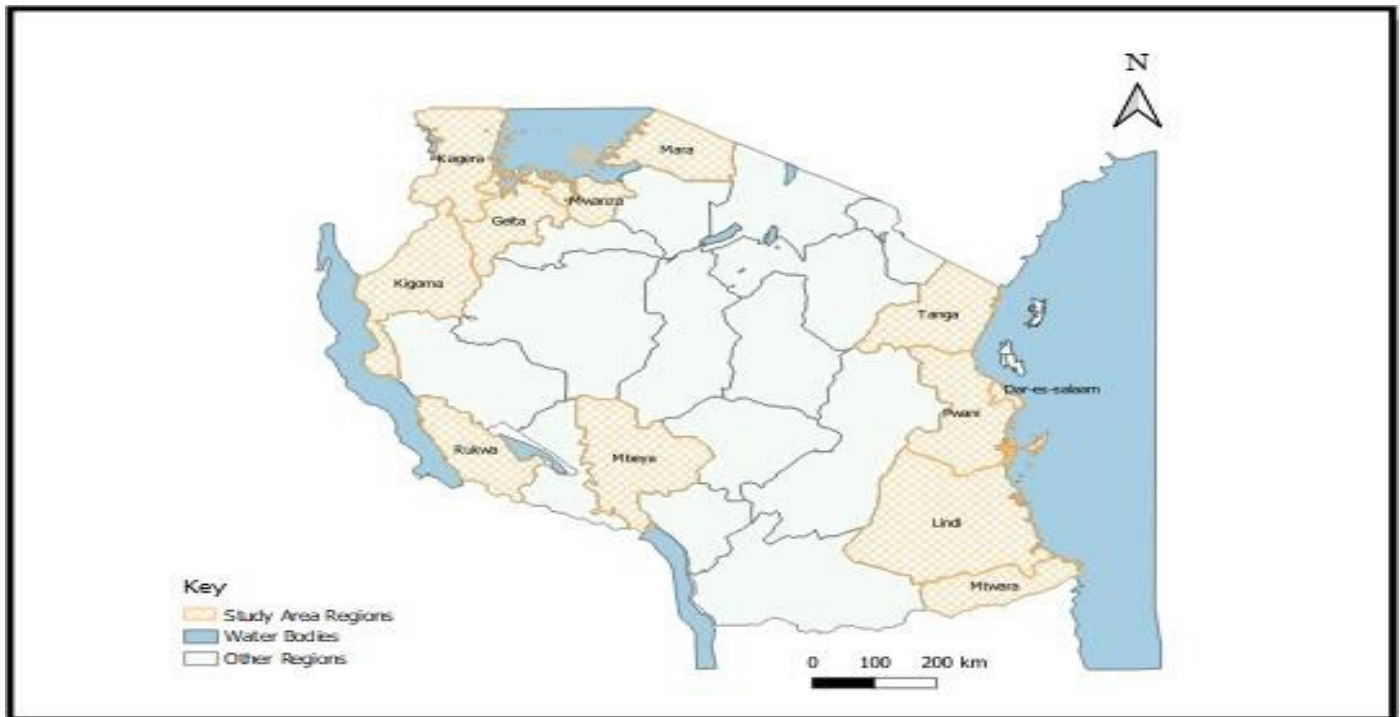 N
Mara
Kagera
Mwanza
Geita
Kigoma
Tanga
Dar-es-salaam
Pwani
Rukwa
Mbeya
Lindi
Mtwara
Key
Study Area Regions
Water Bodies
Other Regions
0 100 200 km